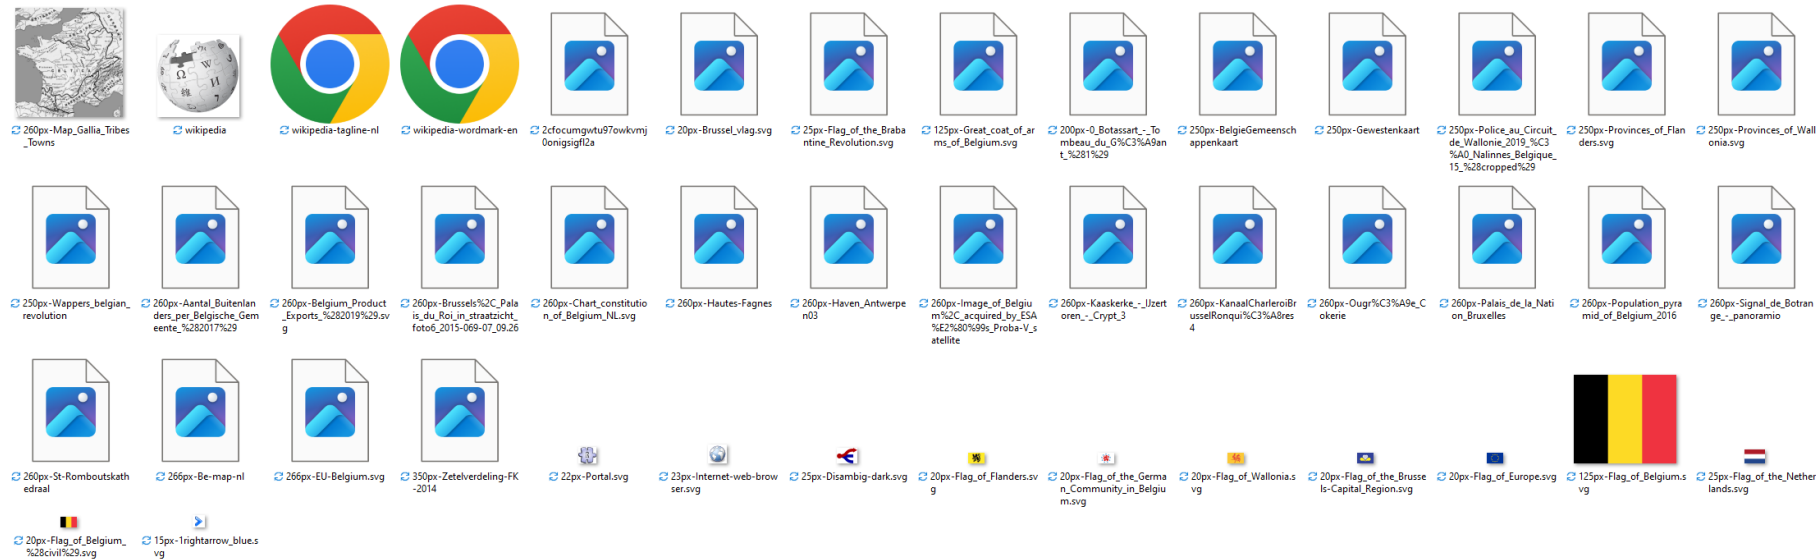 260px-Map_Gallia_Tribes
_Towns
wikipedia
wikipedia-tagline-nl
wikipedia-wordmark-en
2cfocumgwtu97owkvmj
0onigsigfl2a
20px-Brussel_vlag.svg
25px-Flag_of_the_Braba
ntine_Revolution.svg
125px-Great_coat_of_ar
ms_of_Belgium.svg
200px-0_Botassart_-_To
mbeau_du_G%C3%A9an
t_%281%29
250px-BelgieGemeensch
appenkaart
250px-Gewestenkaart
250px-Police_au_Circuit_
de_Wallonie_2019_%C3
%A0_Nalinnes_Belgique_
15_%28cropped%29
250px-Provinces_of_Flan
ders.svg
250px-Provinces_of_Wall
onia.svg
250px-Wappers_belgian_
revolution
260px-Aantal_Buitenlan
ders_per_Belgische_Gem
eente_%282017%29
260px-Belgium_Product
_Exports_%282019%29.sv
g
260px-Brussels%2C_Pala
is_du_Roi_in_straatzicht_
foto6_2015-069-07_09.26
260px-Chart_constitutio
n_of_Belgium_NL.svg
260px-Hautes-Fagnes
260px-Haven_Antwerpe
n03
260px-Image_of_Belgiu
m%2C_acquired_by_ESA
%E2%80%99s_Proba-V_s
atellite
260px-Kaaskerke_-_IJzert
oren_-_Crypt_3
260px-KanaalCharleroiBr
usselRonqui%C3%A8res
4
260px-Ougr%C3%A9e_C
okerie
260px-Palais_de_la_Nati
on_Bruxelles
260px-Population_pyra
mid_of_Belgium_2016
260px-Signal_de_Botran
ge_-_panoramio
260px-St-Romboutskath
edraal
266px-Be-map-nl
266px-EU-Belgium.svg
350px-Zetelverdeling-FK
-2014
22px-Portal.svg
23px-Internet-web-brow
ser.svg
25px-Disambig-dark.svg
20px-Flag_of_Flanders.sv
g
20px-Flag_of_the_Germa
n_Community_in_Belgiu
m.svg
20px-Flag_of_Wallonia.s
vg
20px-Flag_of_the_Brusse
ls-Capital_Region.svg
20px-Flag_of_Europe.svg
125px-Flag_of_Belgium.s
vg
25px-Flag_of_the_Nether
lands.svg
20px-Flag_of_Belgium_
%28civil%29.svg
15px-1rightarrow_blue.s
vg